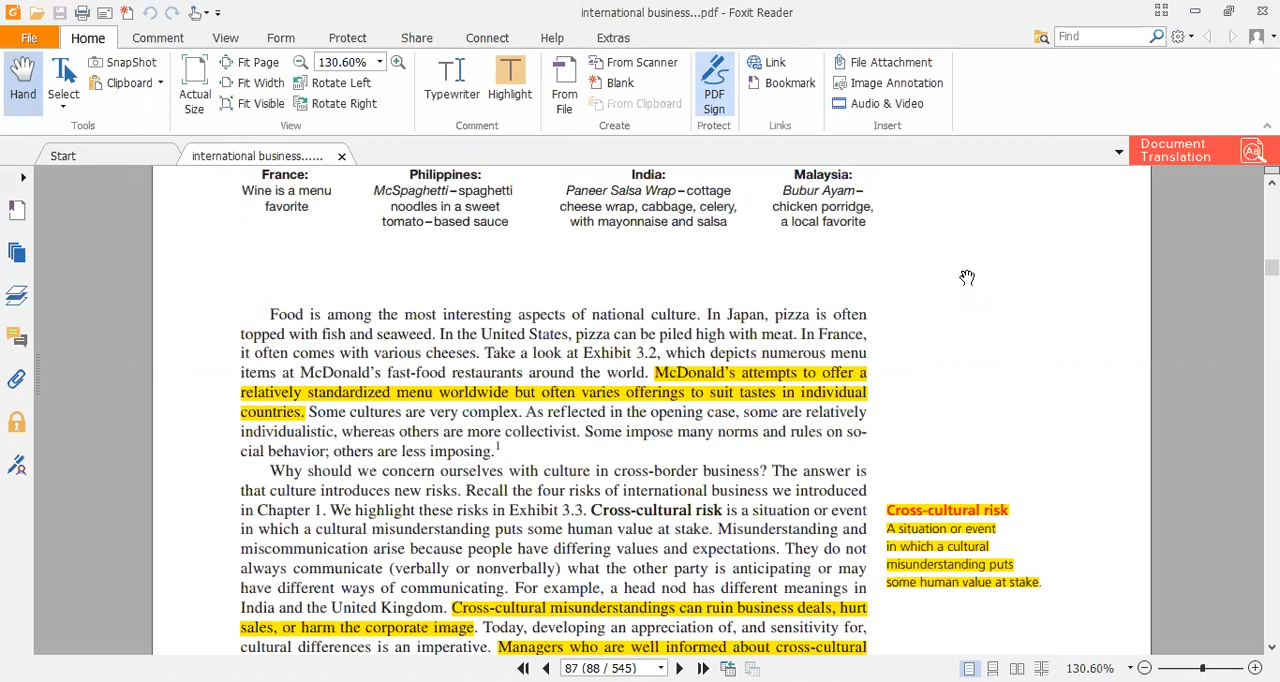 international business...pdf - Foxit Reader
File Home Comment View Form Protect Share Connect Help Extras
Find
Hand
Select
SnapShot
Clipboard
Tools
Actual Size
Fit Page
Fit Width
Fit Visible
130.60%
Rotate Left
Rotate Right
View
Typewriter
Highlight
Comment
From File
From Scanner
Blank
From Clipboard
Create
PDF Sign
Protect
Link
Bookmark
Links
File Attachment
Image Annotation
Audio & Video
Insert
Start
international business......
Document Translation
France:
Wine is a menu
favorite
Philippines:
McSpaghetti–spaghetti
noodles in a sweet
tomato–based sauce
India:
Paneer Salsa Wrap–cottage
cheese wrap, cabbage, celery,
with mayonnaise and salsa
Malaysia:
Bubur Ayam–
chicken porridge,
a local favorite
Food is among the most interesting aspects of national culture. In Japan, pizza is often
topped with fish and seaweed. In the United States, pizza can be piled high with meat. In France,
it often comes with various cheeses. Take a look at Exhibit 3.2, which depicts numerous menu
items at McDonald's fast-food restaurants around the world. McDonald's attempts to offer a
relatively standardized menu worldwide but often varies offerings to suit tastes in individual
countries. Some cultures are very complex. As reflected in the opening case, some are relatively
individualistic, whereas others are more collectivist. Some impose many norms and rules on so-
cial behavior; others are less imposing.1
Why should we concern ourselves with culture in cross-border business? The answer is
that culture introduces new risks. Recall the four risks of international business we introduced
in Chapter 1. We highlight these risks in Exhibit 3.3. Cross-cultural risk is a situation or event
in which a cultural misunderstanding puts some human value at stake. Misunderstanding and
miscommunication arise because people have differing values and expectations. They do not
always communicate (verbally or nonverbally) what the other party is anticipating or may
have different ways of communicating. For example, a head nod has different meanings in
India and the United Kingdom. Cross-cultural misunderstandings can ruin business deals, hurt
sales, or harm the corporate image. Today, developing an appreciation of, and sensitivity for,
cultural differences is an imperative. Managers who are well informed about cross-cultural
Cross-cultural risk
A situation or event
in which a cultural
misunderstanding puts
some human value at stake.
87 (88 / 545)
130.60%